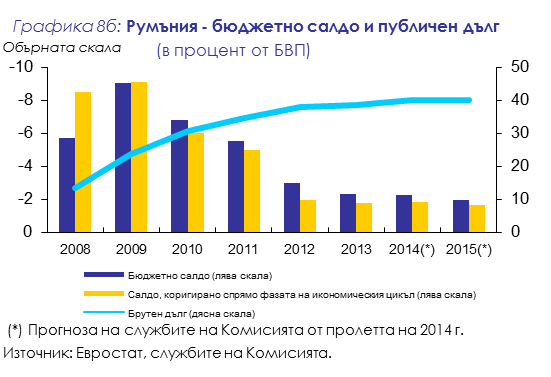 Графика 8б: Румъния - бюджетно салдо и публичен дълг
Обърната скала
(в процент от БВП)
-10
-8
-6
-4
-2
0
50
40
30
20
10
0
2008 2009 2010 2011 2012 2013 2014(*) 2015(*)
Бюджетно салдо (лява скала)
Салдо, коригирано спрямо фазата на икономическия цикъл (лява скала)
Брутен дълг (дясна скала)
(*) Прогноза на службите на Комисията от пролетта на 2014 г.
Източник: Евростат, службите на Комисията.